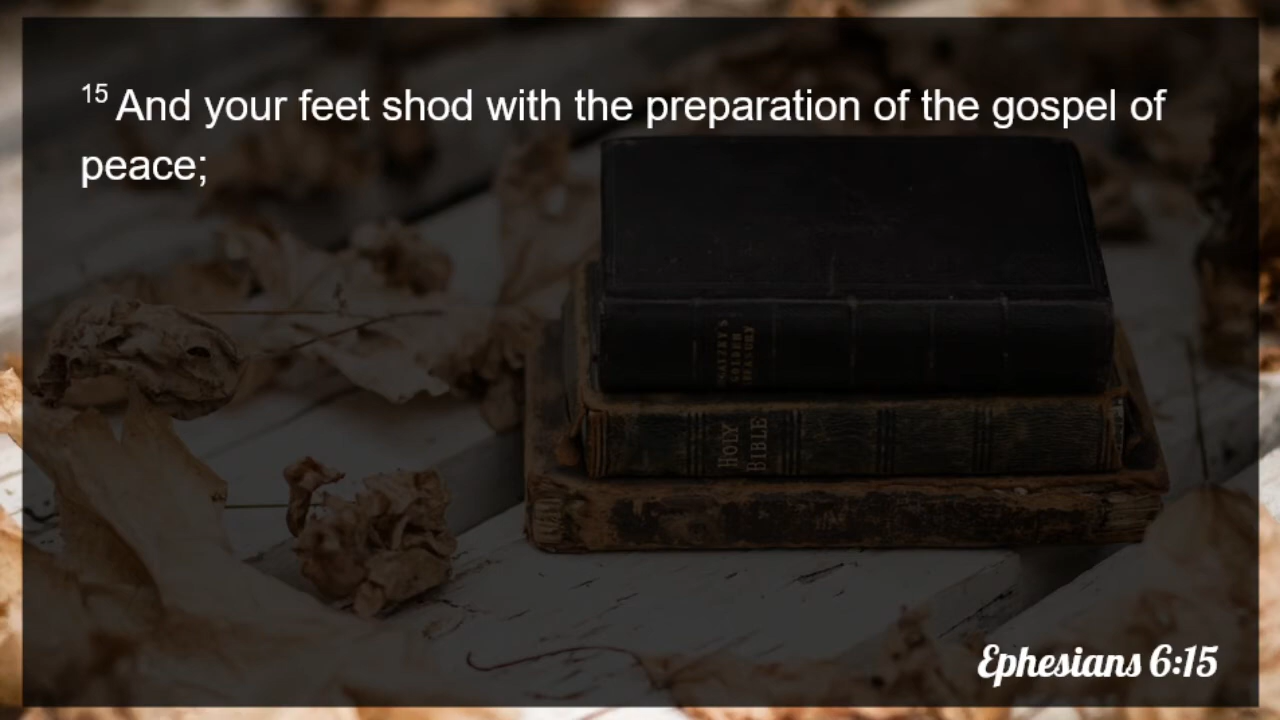 15 And your feet shod with the preparation of the gospel of
peace;
HOLY
BIBLE
Ephesians 6:15